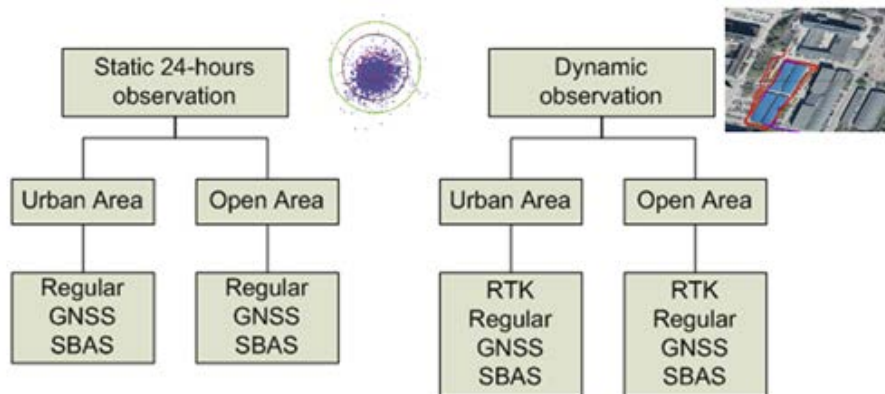 Static 24-hours
observation
Urban Area
Open Area
Regular
GNSS
SBAS
Regular
GNSS
SBAS
Dynamic
observation
Urban Area
Open Area
RTK
Regular
GNSS
SBAS
RTK
Regular
GNSS
SBAS